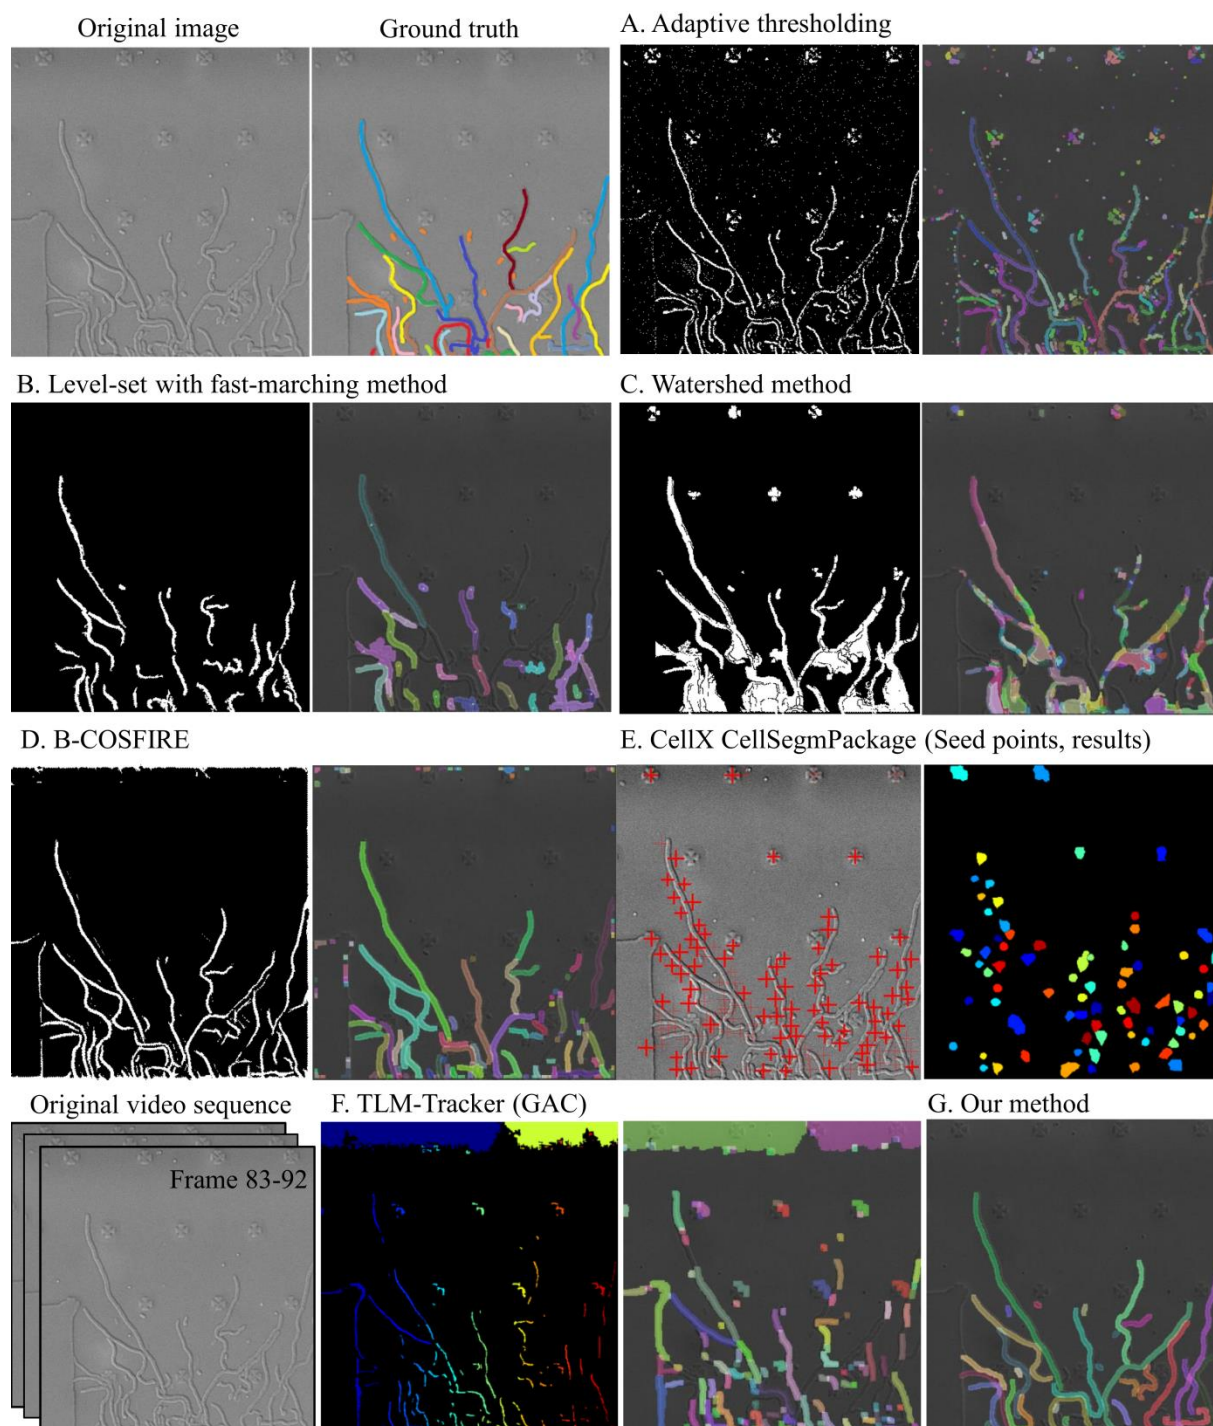 Original image
Ground truth
A. Adaptive thresholding
B. Level-set with fast-marching method
C. Watershed method
D. B-COSFIRE
E. CellX CellSegmPackage (Seed points, results)
Original video sequence
F. TLM-Tracker (GAC)
G. Our method
Frame 83-92